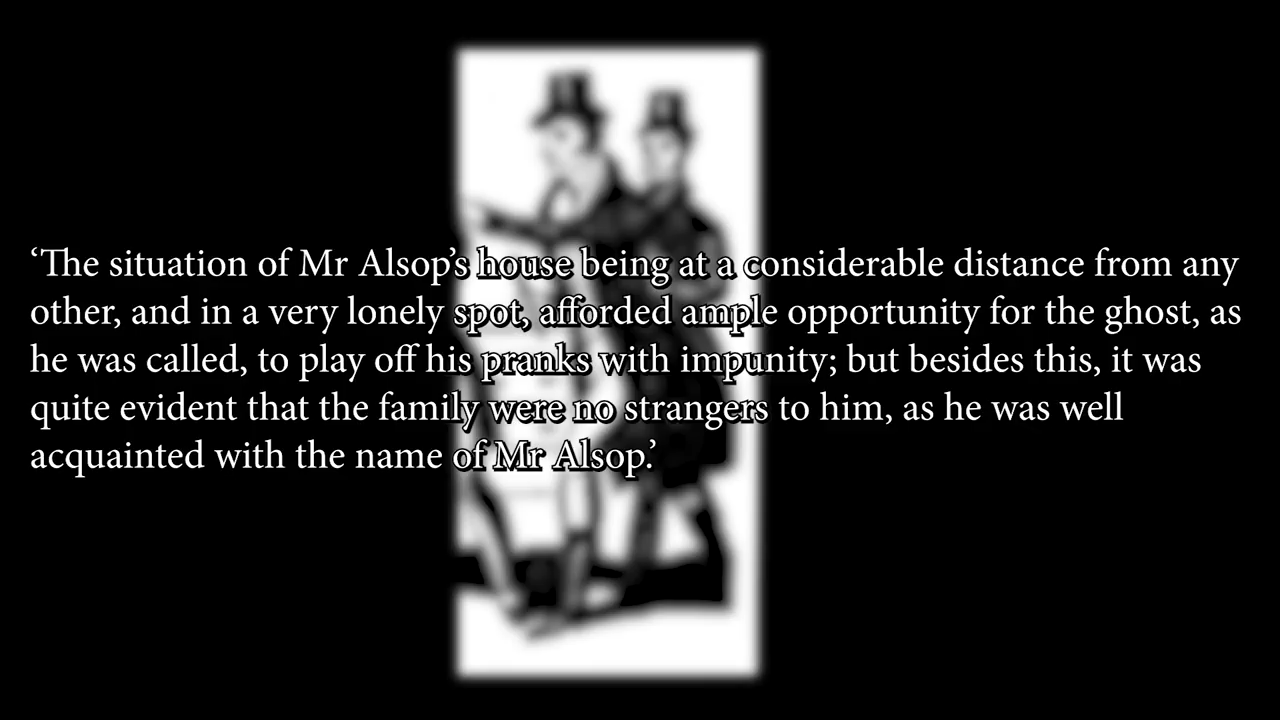 ‘The situation of Mr Alsop’s house being at a considerable distance from any
other, and in a very lonely spot, afforded ample opportunity for the ghost, as
he was called, to play off his pranks with impunity; but besides this, it was
quite evident that the family were no strangers to him, as he was well
acquainted with the name of Mr Alsop.’